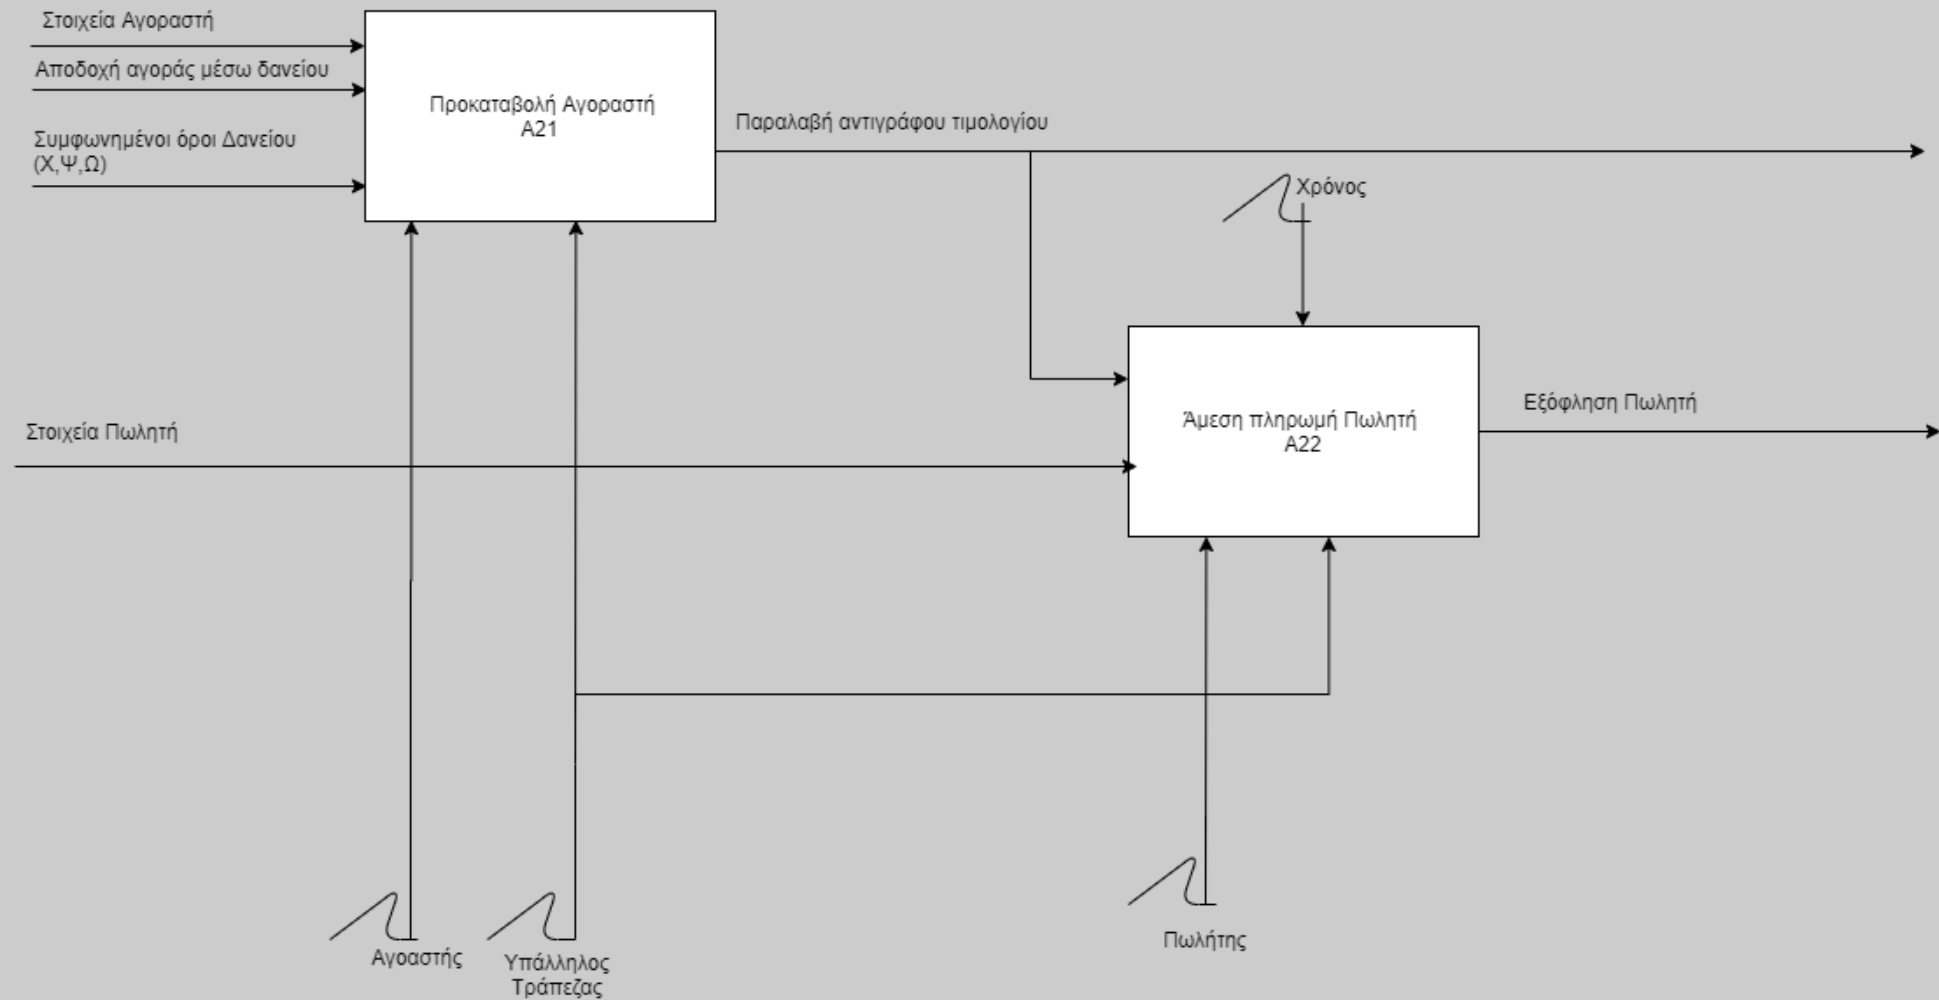 Στοιχεία Αγοραστή
Αποδοχή αγοράς μέσω δανείου
Συμφωνημένοι όροι Δανείου
(Χ,Ψ,Ω)
Προκαταβολή Αγοραστή
Α21
Παραλαβή αντιγράφου τιμολογίου
Χρόνος
Στοιχεία Πωλητή
Άμεση πληρωμή Πωλητή
Α22
Εξόφληση Πωλητή
Αγοαστής
Υπάλληλος
Τράπεζας
Πωλήτης